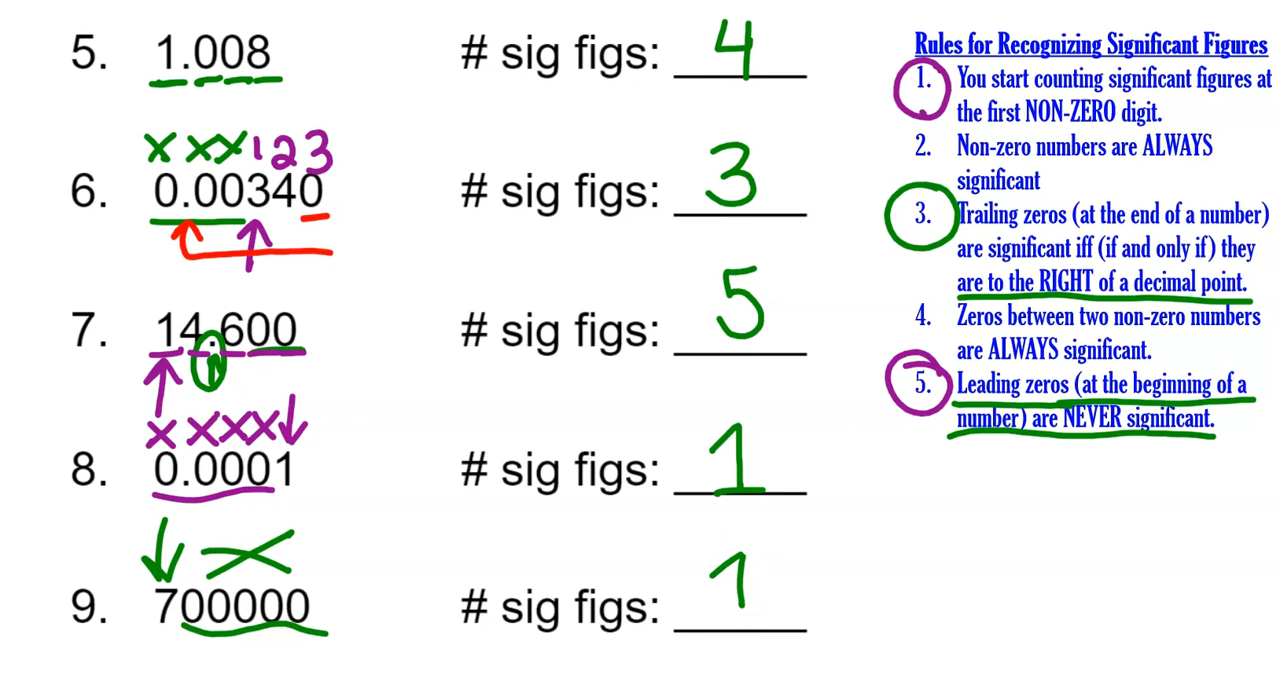 5. 1.008 # sig figs: 4
x x x 1 2 3
6. 0.00340 # sig figs: 3
7. 14.600 # sig figs: 5
x x x x
8. 0.0001 # sig figs: 1
x
9. 700000 # sig figs: 1
Rules for Recognizing Significant Figures
1. You start counting significant figures at
the first NON-ZERO digit.
2. Non-zero numbers are ALWAYS
significant
3. Trailing zeros (at the end of a number)
are significant iff (if and only if) they
are to the RIGHT of a decimal point.
4. Zeros between two non-zero numbers
are ALWAYS significant.
5. Leading zeros (at the beginning of a
number) are NEVER significant.